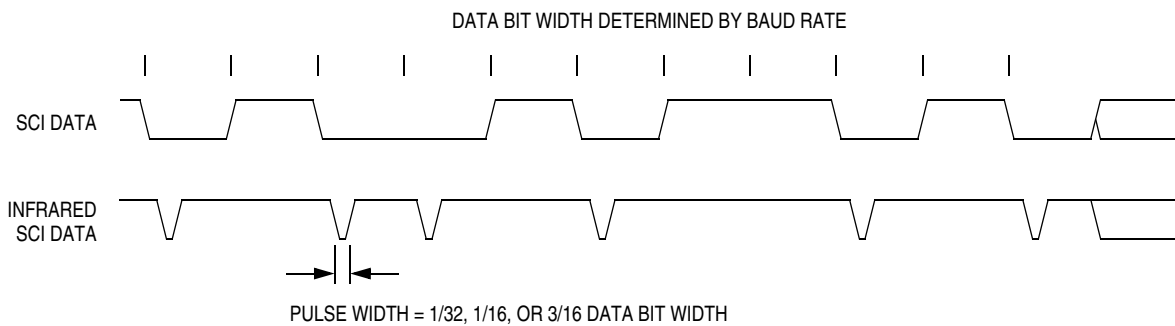 DATA BIT WIDTH DETERMINED BY BAUD RATE
SCI DATA
INFRARED
SCI DATA
PULSE WIDTH = 1/32, 1/16, OR 3/16 DATA BIT WIDTH